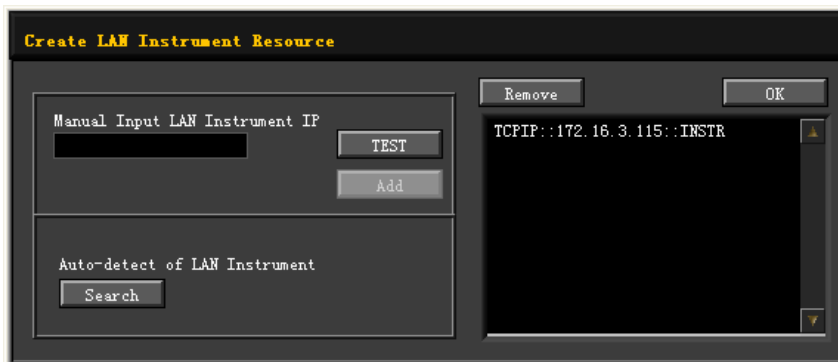 Create LAN Instrument Resource
Remove
OK
Manual Input LAN Instrument IP
TEST
Add
TCPIP::172.16.3.115::INSTR
Auto-detect of LAN Instrument
Search